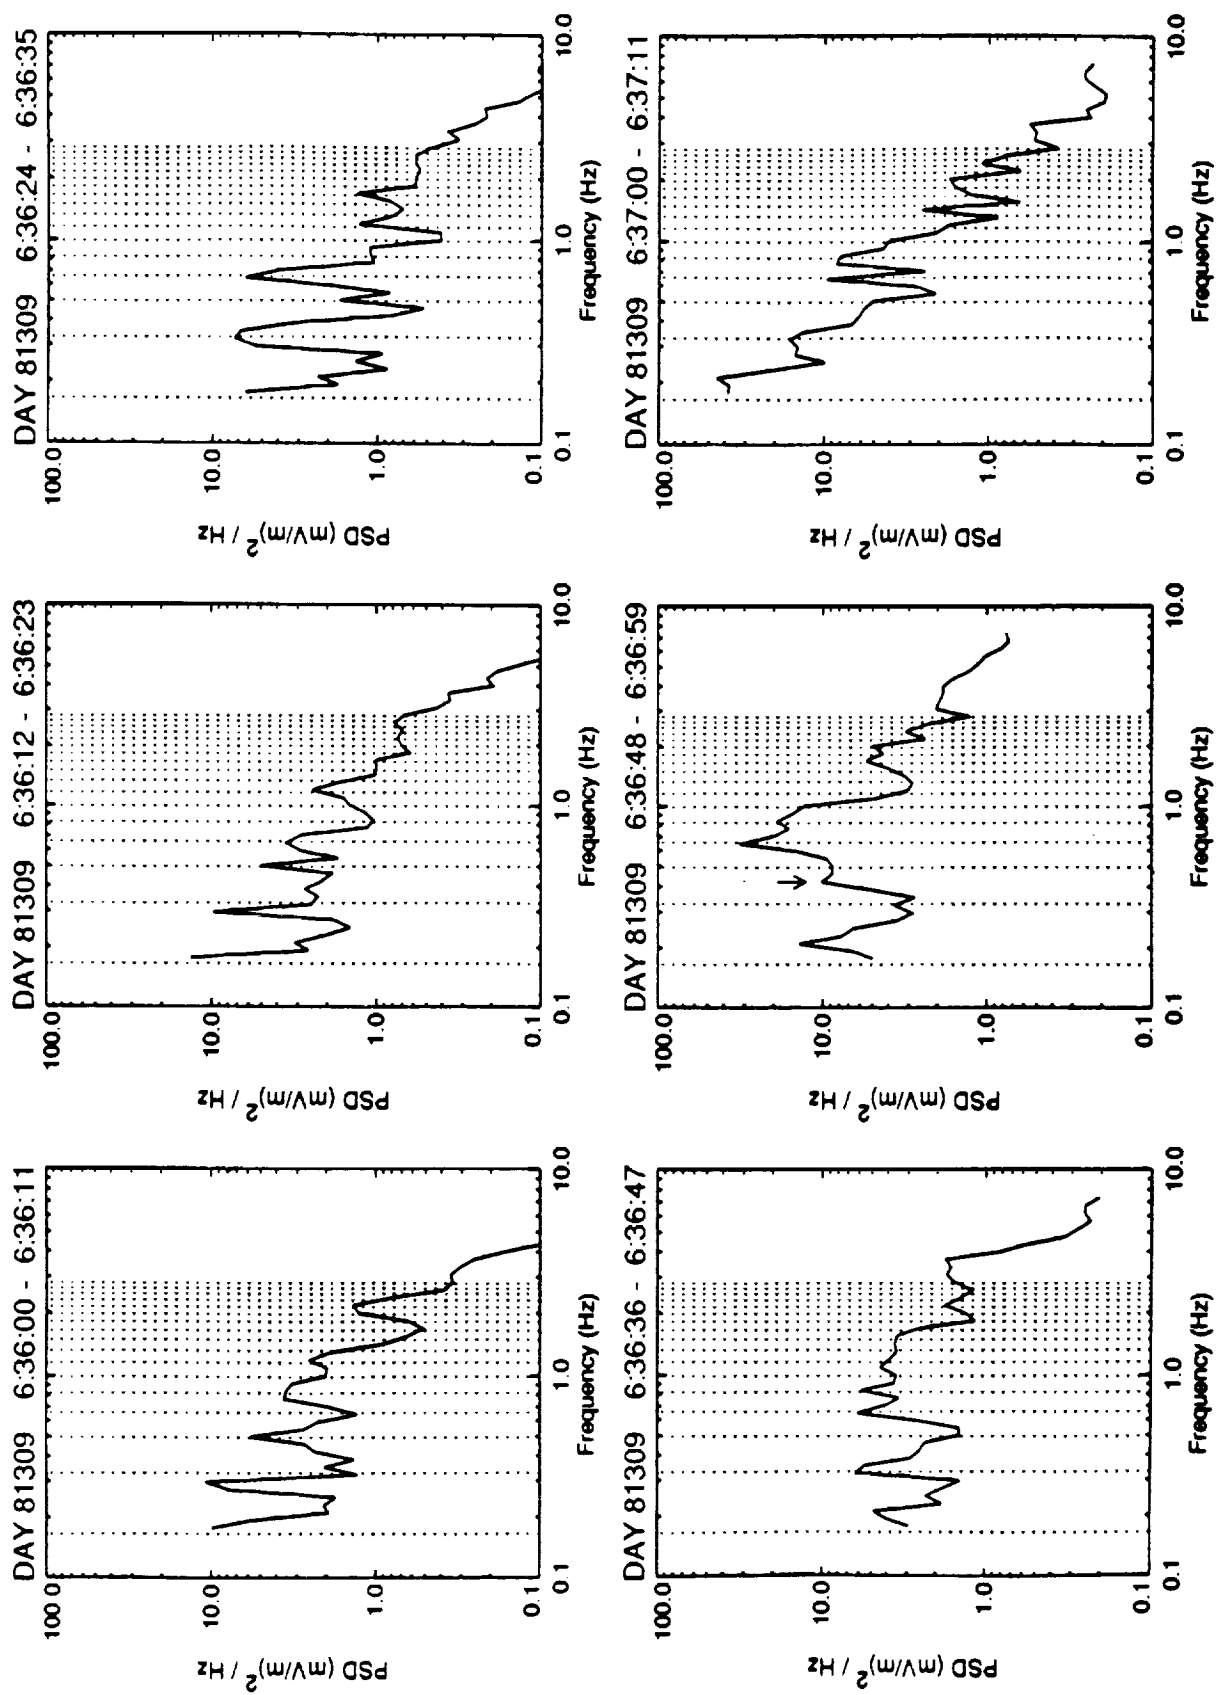 DAY 81309 6:36:00 - 6:36:11
100.0
10.0
1.0
0.1
PSD (mV/m)² / Hz
0.1 1.0 10.0
Frequency (Hz)
DAY 81309 6:36:12 - 6:36:23
100.0
10.0
1.0
0.1
PSD (mV/m)² / Hz
0.1 1.0 10.0
Frequency (Hz)
DAY 81309 6:36:24 - 6:36:35
100.0
10.0
1.0
0.1
PSD (mV/m)² / Hz
0.1 1.0 10.0
Frequency (Hz)
DAY 81309 6:36:36 - 6:36:47
100.0
10.0
1.0
0.1
PSD (mV/m)² / Hz
0.1 1.0 10.0
Frequency (Hz)
DAY 81309 6:36:48 - 6:36:59
100.0
10.0
1.0
0.1
PSD (mV/m)² / Hz
0.1 1.0 10.0
Frequency (Hz)
DAY 81309 6:37:00 - 6:37:11
100.0
10.0
1.0
0.1
PSD (mV/m)² / Hz
0.1 1.0 10.0
Frequency (Hz)